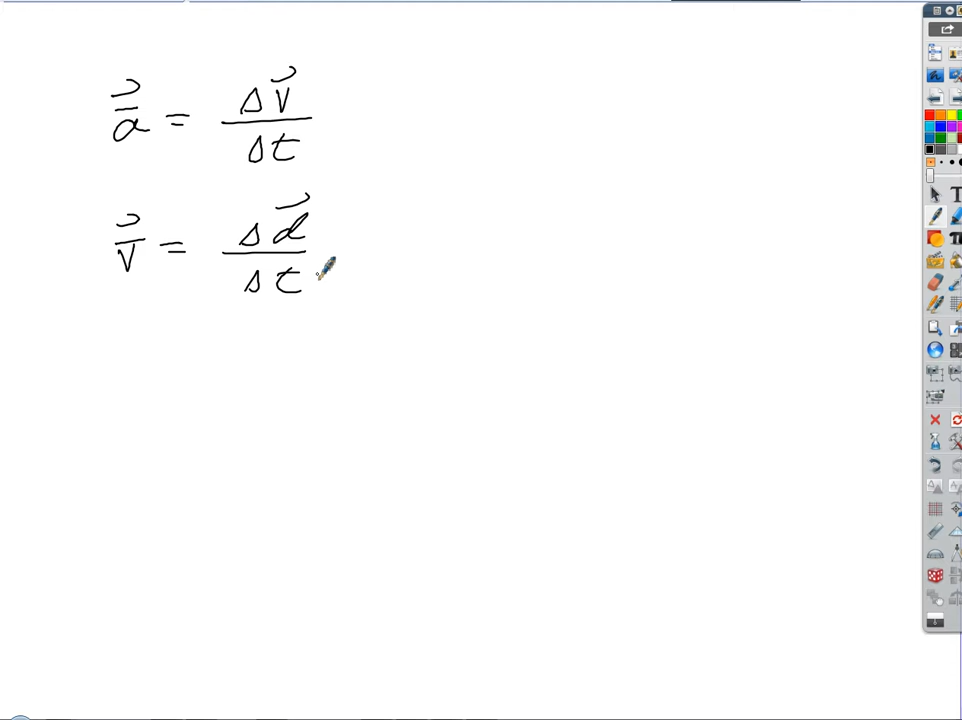 a⃗̄ = Δv⃗ / Δt
v⃗̄ = Δd⃗ / Δt